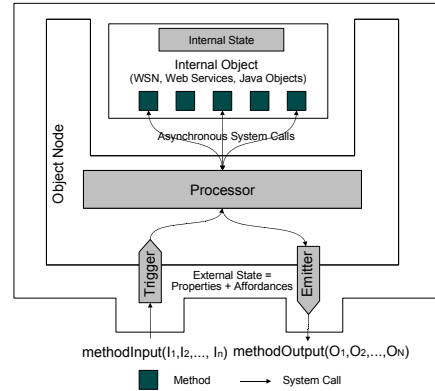 Internal State
Internal Object
(WSN, Web Services, Java Objects)
Asynchronous System Calls
Object Node
Processor
Trigger
External State =
Properties + Affordances
Emitter
methodInput(I1,I2,..., In)
methodOutput(O1,O2,...,ON)
Method
System Call